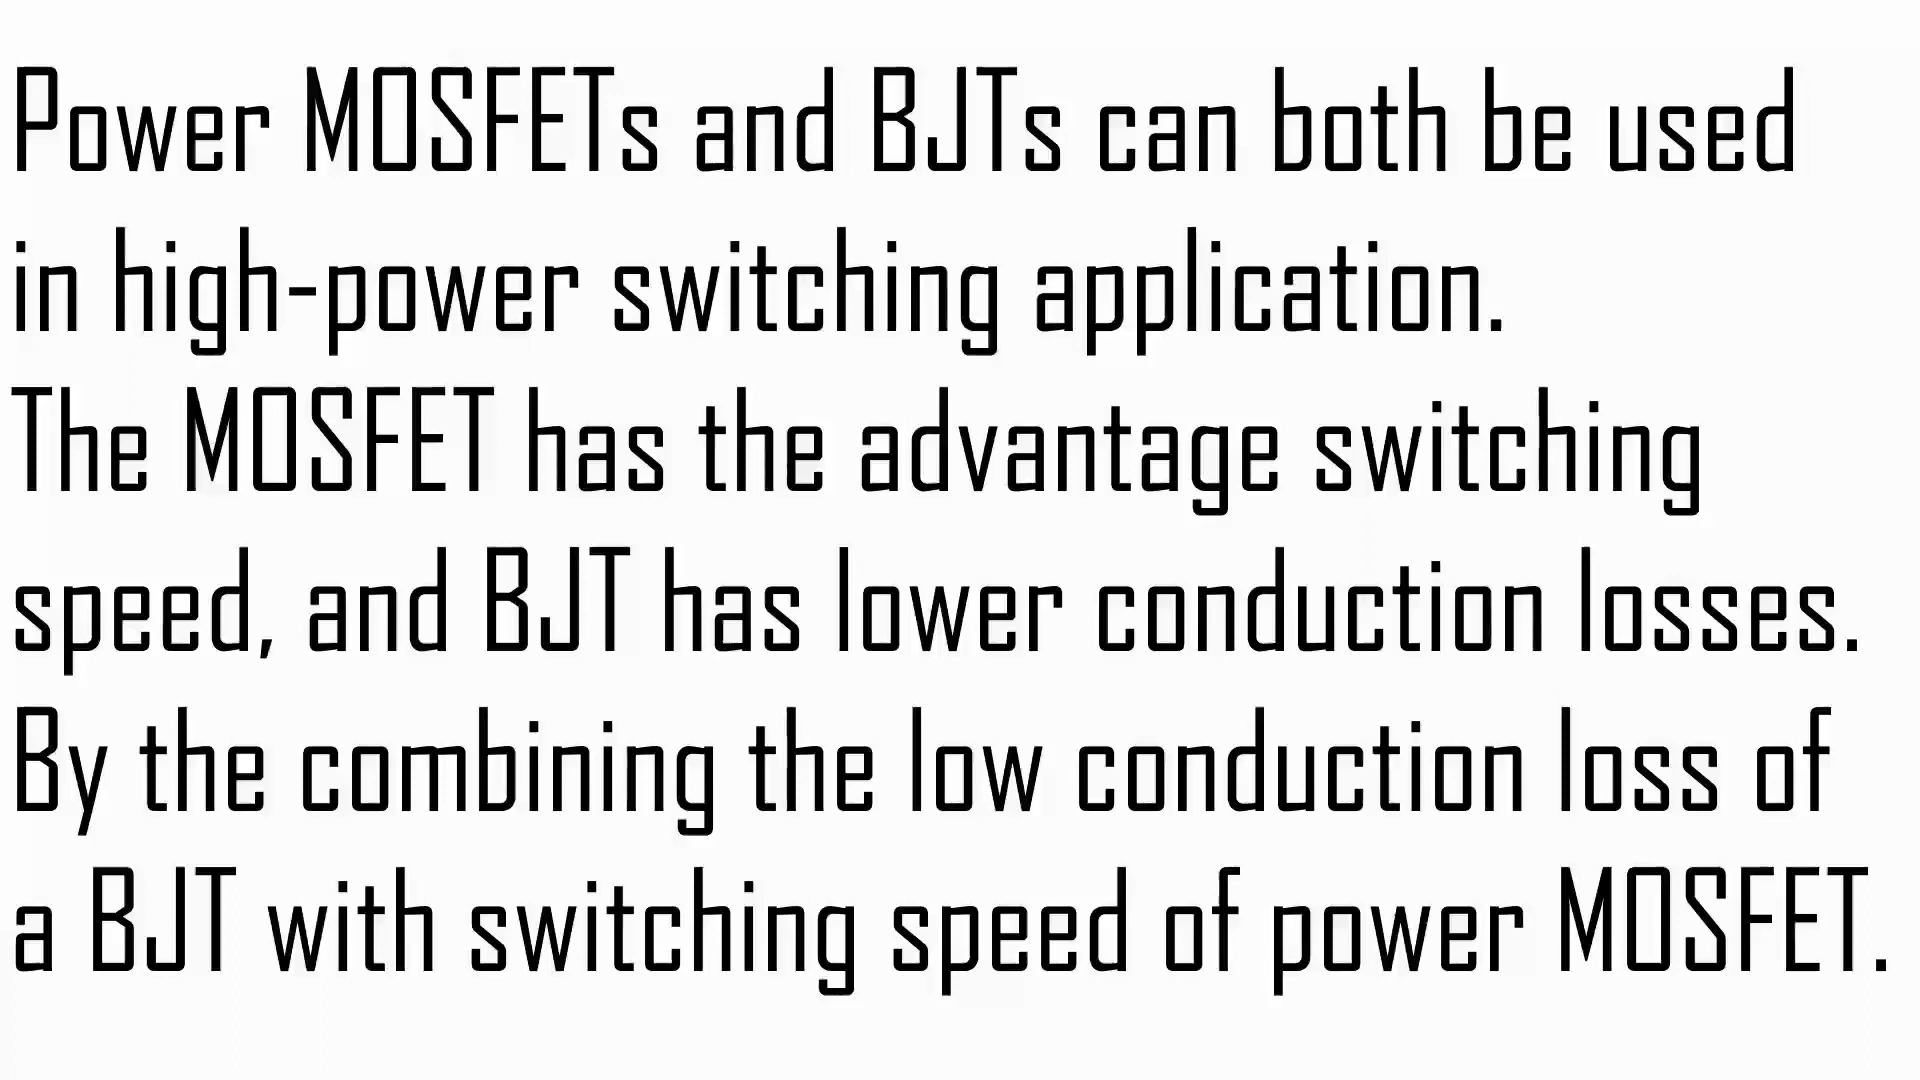 Power MOSFETs and BJTs can both be used
in high-power switching application.
The MOSFET has the advantage switching
speed, and BJT has lower conduction losses.
By the combining the low conduction loss of
a BJT with switching speed of power MOSFET.